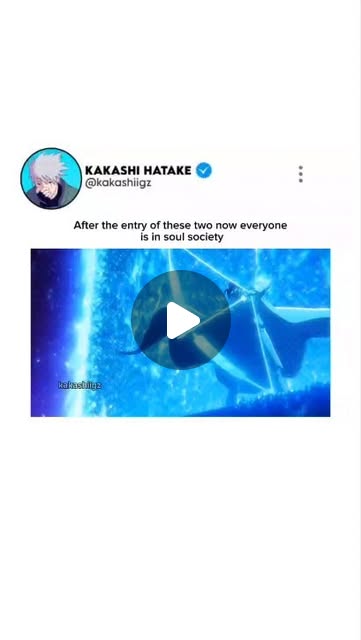 KAKASHI HATAKE
@kakashiigz
After the entry of these two now everyone
is in soul society
kakashiigz